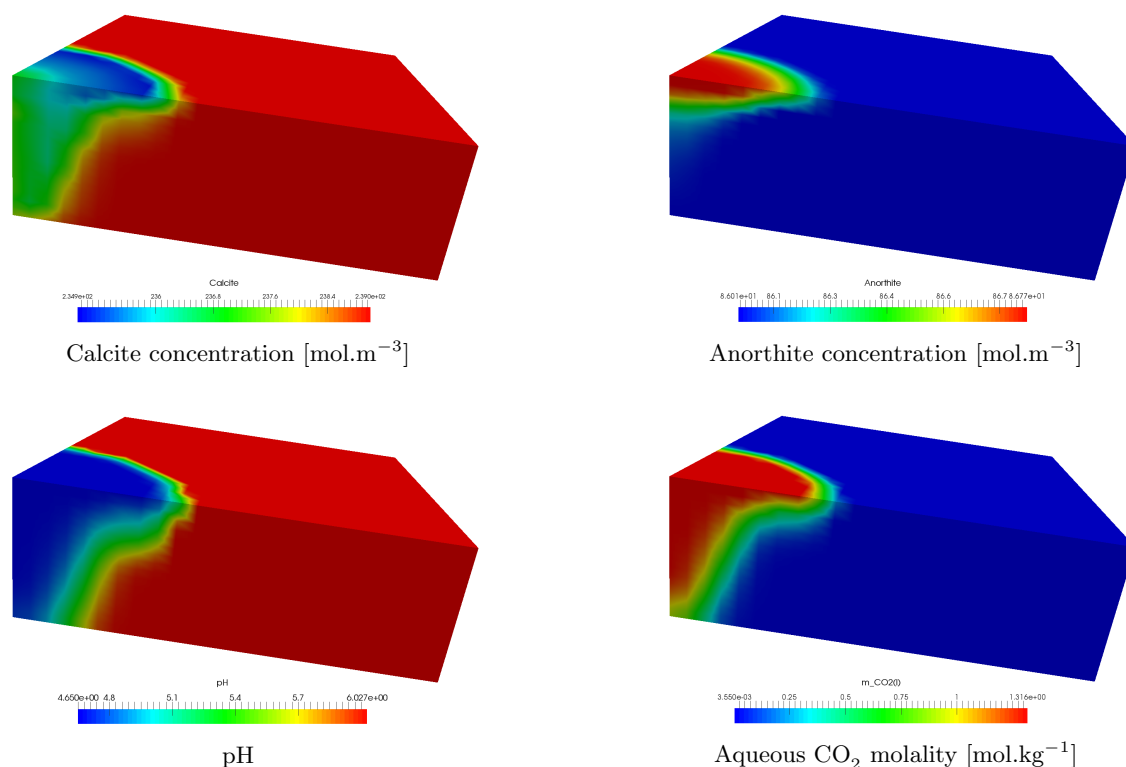 Calcite
2.349e+02 236 236.8 237.6 238.4 2.390e+02
Calcite concentration [mol.m⁻³]
Anorthite
8.601e+01 86.1 86.3 86.4 86.6 86.7 8.677e+01
Anorthite concentration [mol.m⁻³]
pH
4.650e+00 4.8 5.1 5.4 5.7 6.027e+00
pH
m_CO2(l)
3.550e-03 0.25 0.5 0.75 1 1.316e+00
Aqueous CO₂ molality [mol.kg⁻¹]